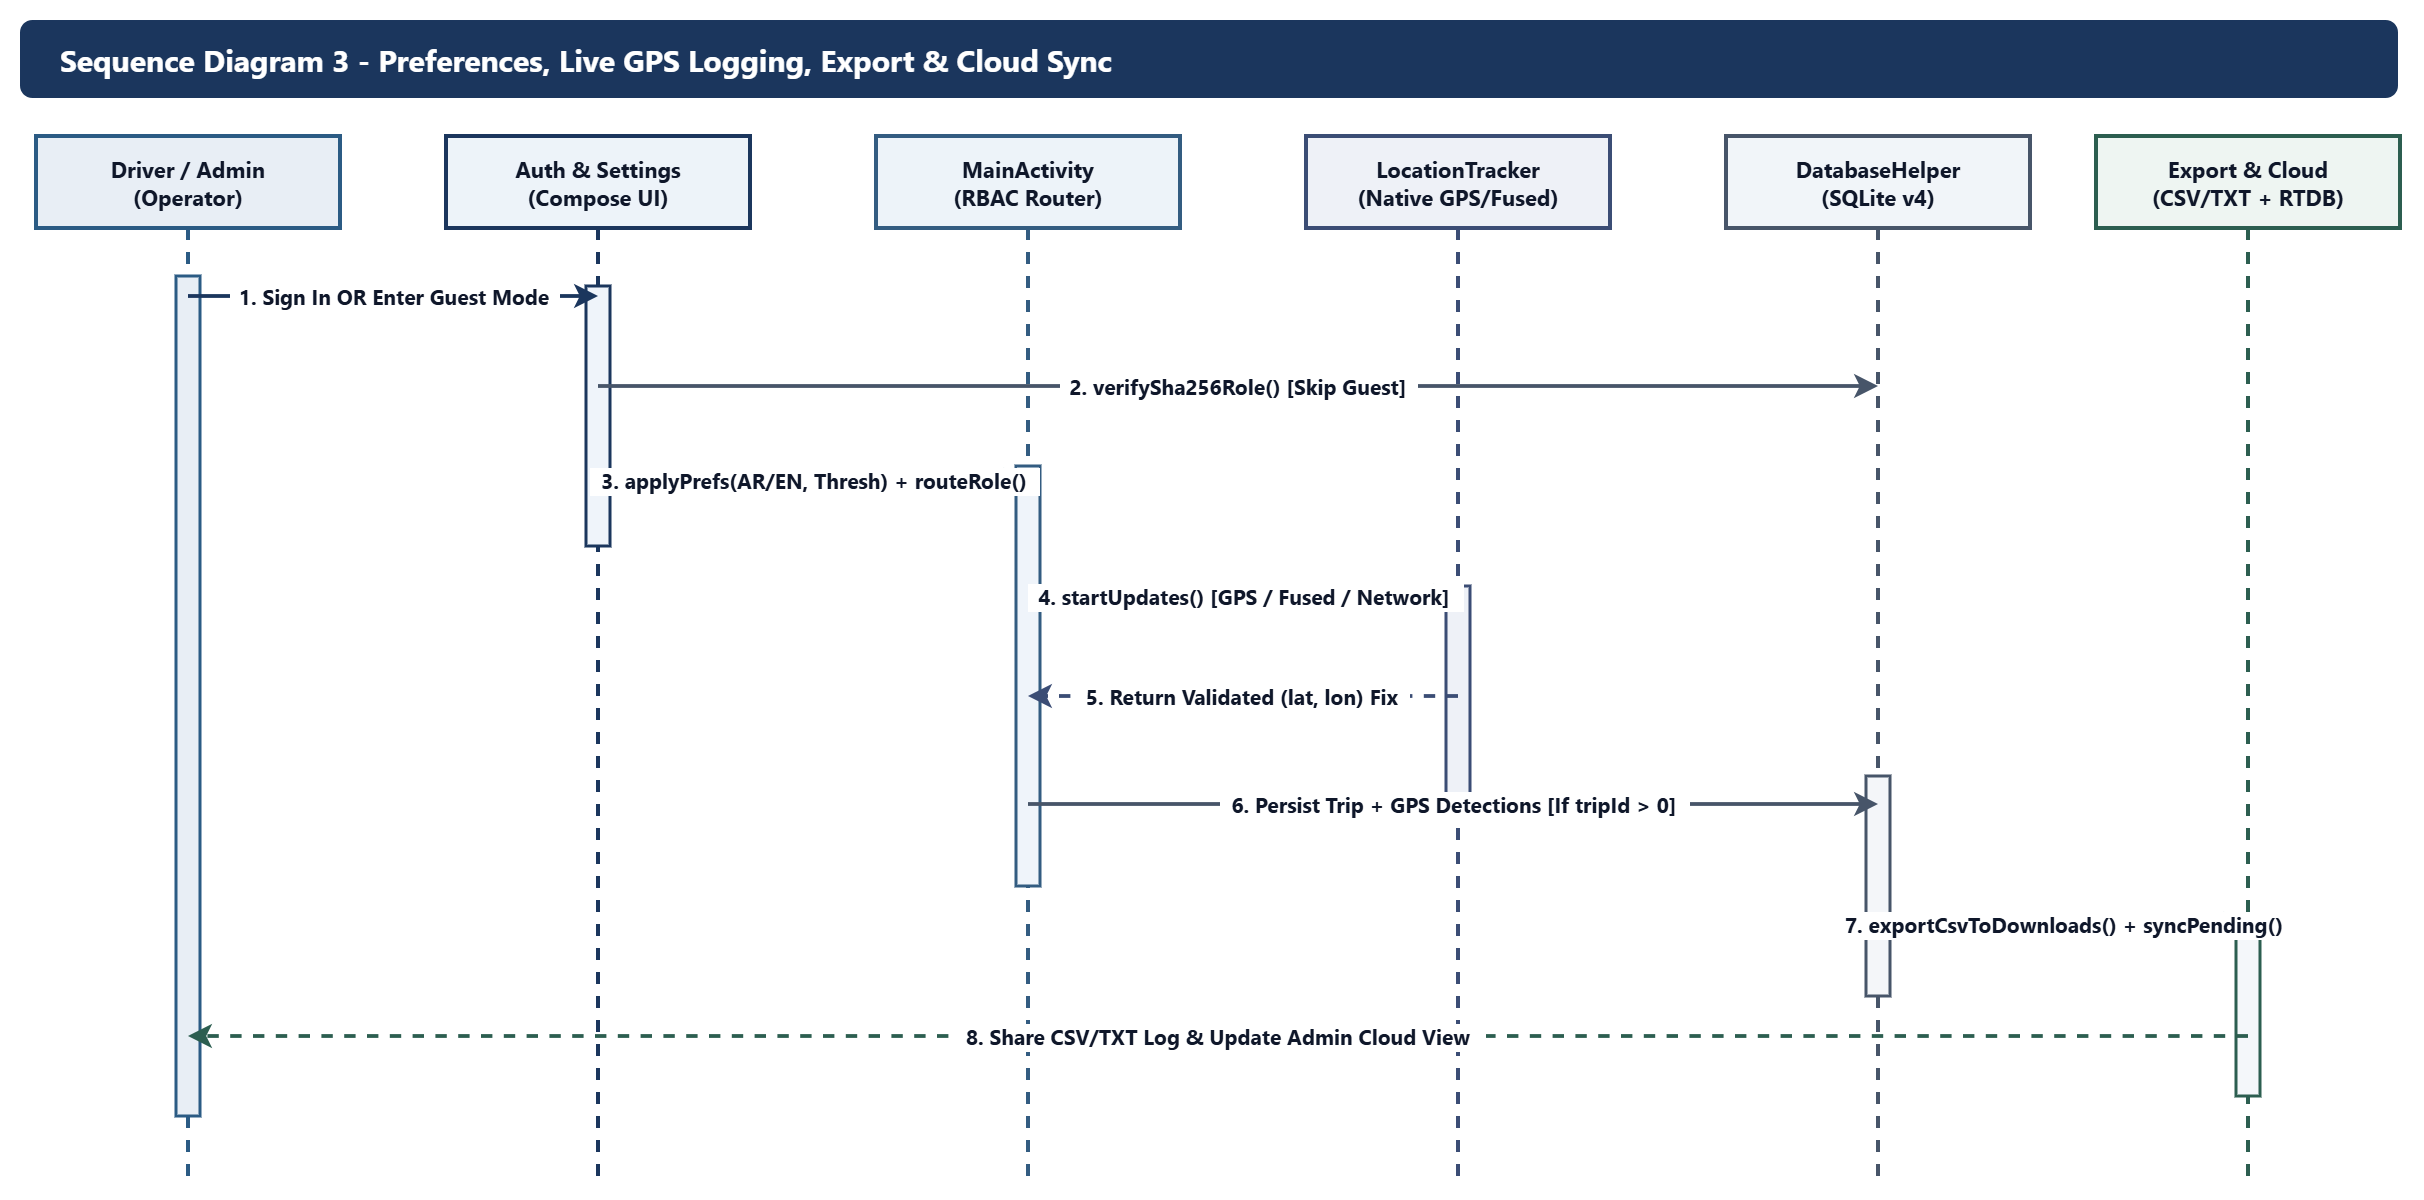 Sequence Diagram 3 - Preferences, Live GPS Logging, Export & Cloud Sync
Driver / Admin
(Operator)
Auth & Settings
(Compose UI)
MainActivity
(RBAC Router)
LocationTracker
(Native GPS/Fused)
DatabaseHelper
(SQLite v4)
Export & Cloud
(CSV/TXT + RTDB)
1. Sign In OR Enter Guest Mode
2. verifySha256Role() [Skip Guest]
3. applyPrefs(AR/EN, Thresh) + routeRole()
4. startUpdates() [GPS / Fused / Network]
5. Return Validated (lat, lon) Fix
6. Persist Trip + GPS Detections [If tripId > 0]
7. exportCsvToDownloads() + syncPending()
8. Share CSV/TXT Log & Update Admin Cloud View